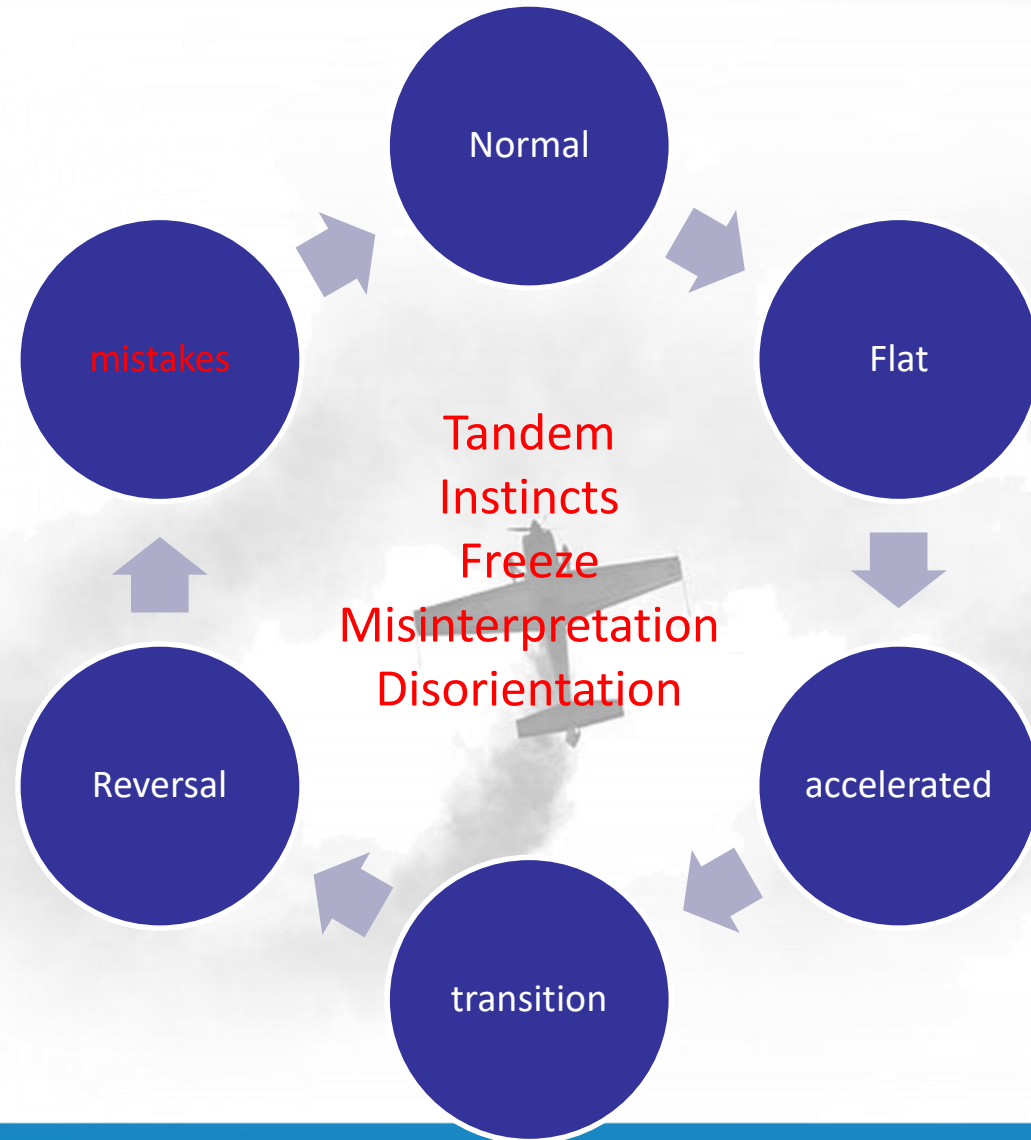 Normal
Flat
accelerated
transition
Reversal
mistakes
Tandem
Instincts
Freeze
Misinterpretation
Disorientation